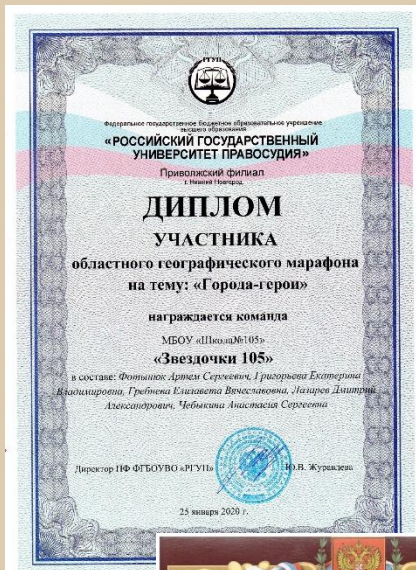 РГУП
Федеральное государственное бюджетное образовательное учреждение
высшего образования
«РОССИЙСКИЙ ГОСУДАРСТВЕННЫЙ
УНИВЕРСИТЕТ ПРАВОСУДИЯ»
Приволжский филиал
г. Нижний Новгород
ДИПЛОМ
УЧАСТНИКА
областного географического марафона
на тему: «Города-герои»
награждается команда
МБОУ «Школа№105»
«Звездочки 105»
в составе: Фотынюк Артем Сергеевич, Григорьева Екатерина
Владимировна, Гребнева Елизавета Вячеславовна, Лазарев Дмитрий
Александрович, Чебыкина Анастасия Сергеевна
Директор ПФ ФГБОУВО «РГУП» Ю.В. Журавлева
25 января 2020 г.